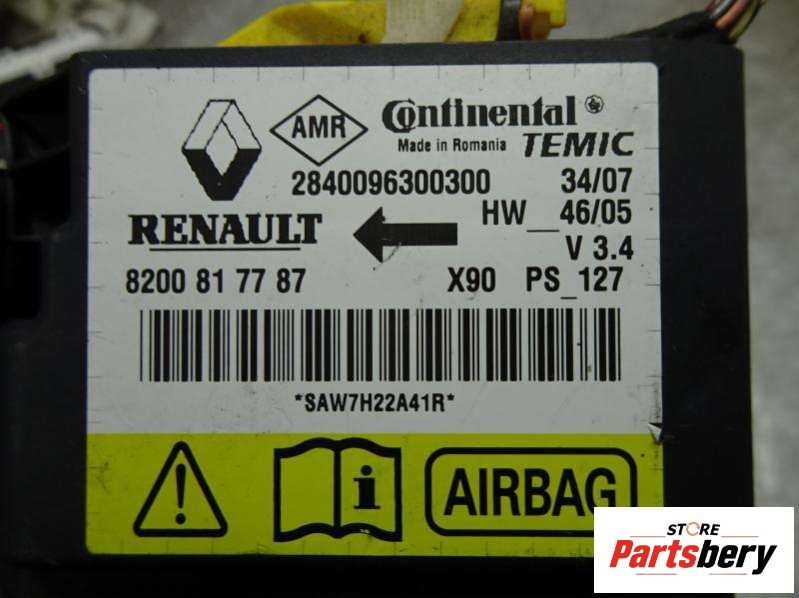 AMR
Continental
Made in Romania TEMIC
2840096300300 34/07
HW__46/05
RENAULT
V 3.4
8200 81 77 87 X90 PS_127
*SAW7H22A41R*
i
AIRBAG
STORE
Partsbery